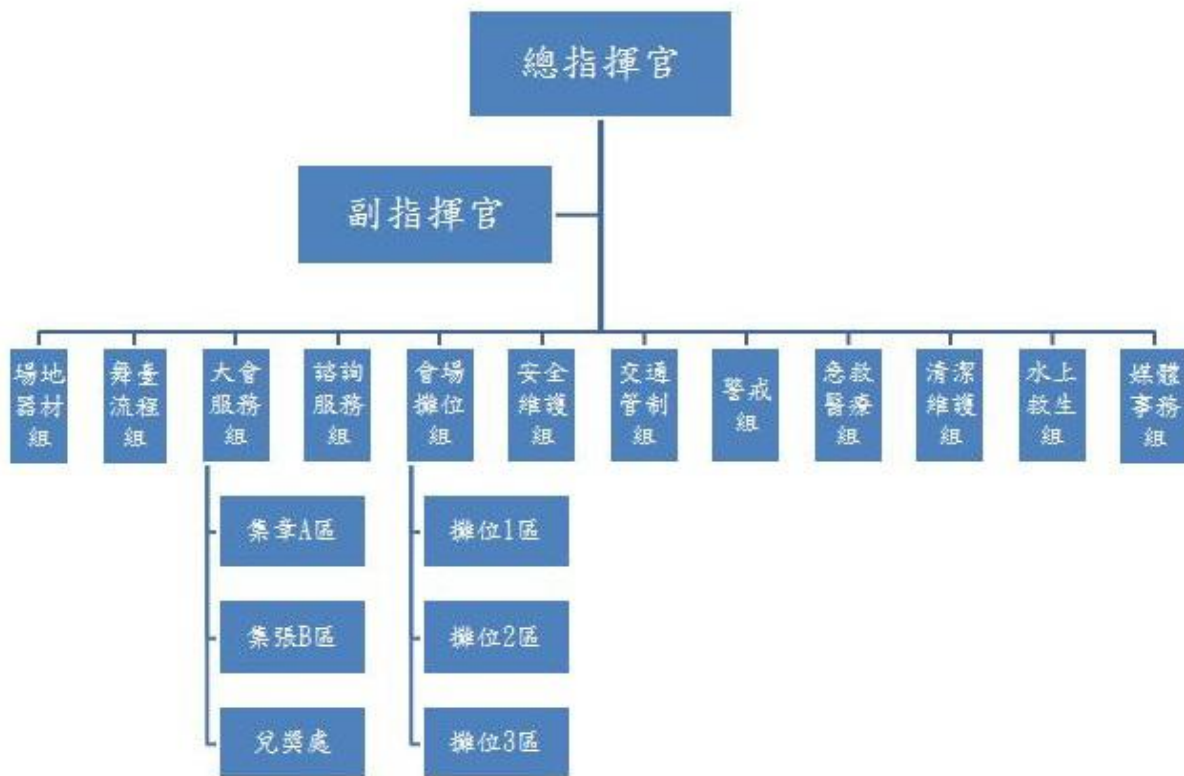 總指揮官
副指揮官
場地
器材
組
舞臺
流程
組
大會
服務
組
諮詢
服務
組
會場
攤位
組
安全
維護
組
交通
管制
組
警戒
組
急救
醫療
組
清潔
維護
組
水上
救生
組
媒體
事務
組
集章A區
集張B區
兌獎處
攤位1區
攤位2區
攤位3區